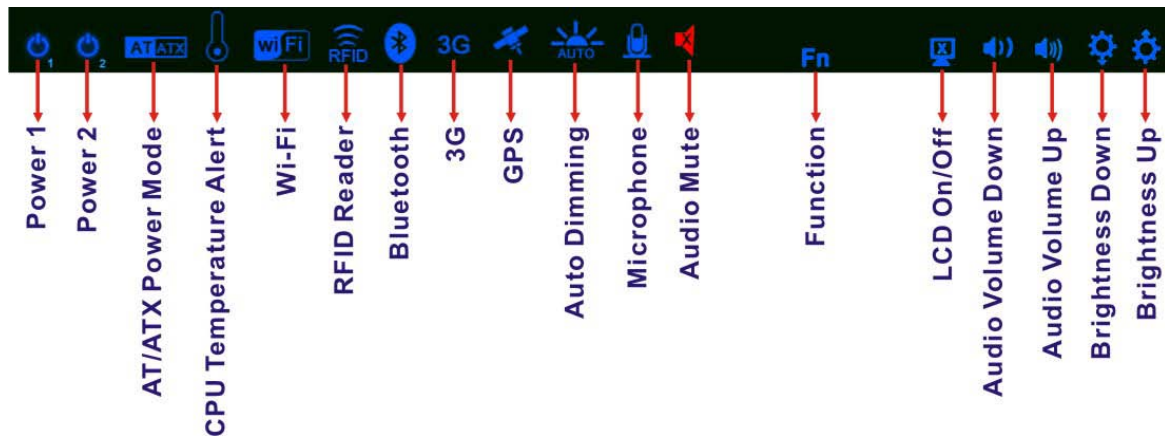 1
2
AT ATX
Wi Fi
RFID
3G
AUTO
Fn
Power 1
Power 2
AT/ATX Power Mode
CPU Temperature Alert
Wi-Fi
RFID Reader
Bluetooth
3G
GPS
Auto Dimming
Microphone
Audio Mute
Function
LCD On/Off
Audio Volume Down
Audio Volume Up
Brightness Down
Brightness Up